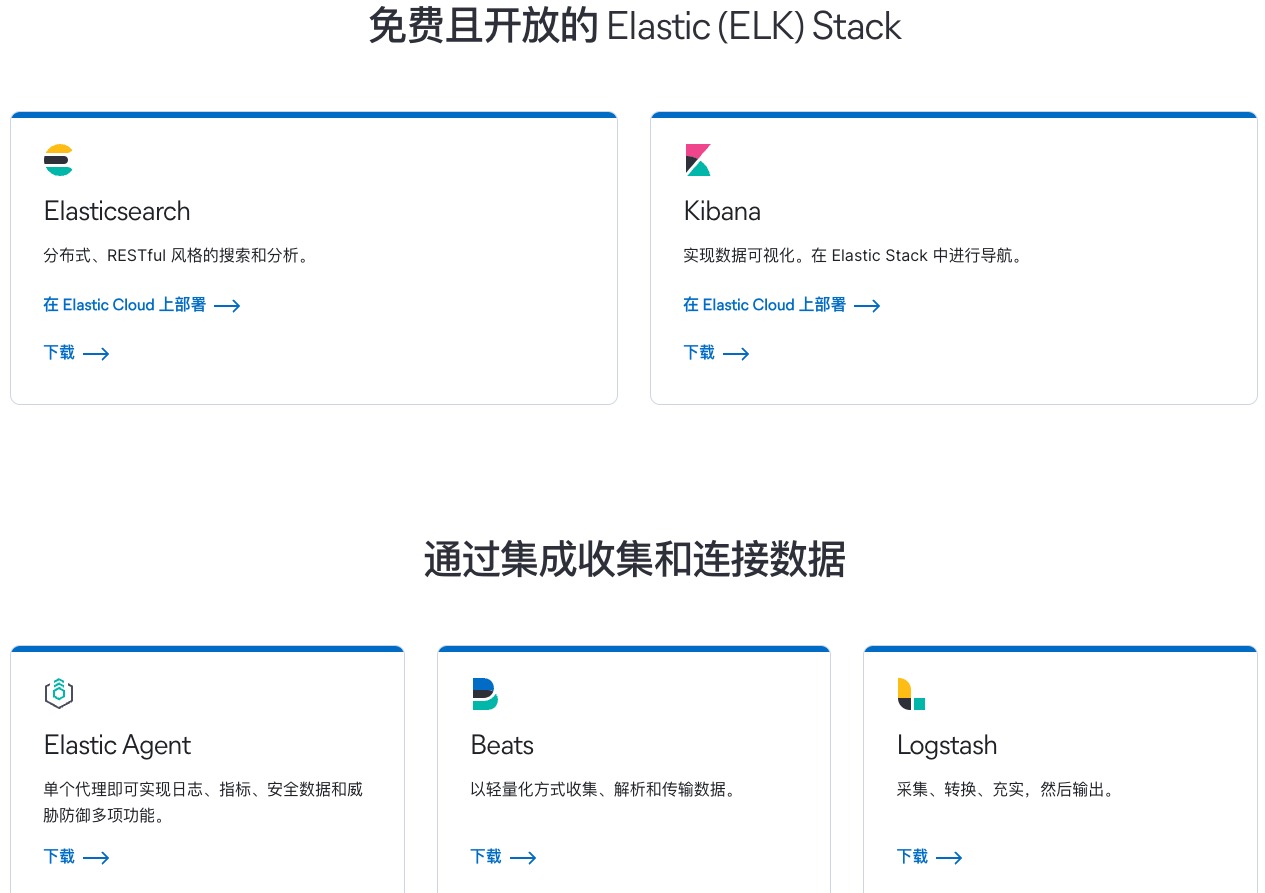 免费且开放的 Elastic (ELK) Stack
Elasticsearch
分布式、RESTful 风格的搜索和分析。
在 Elastic Cloud 上部署
下载
Kibana
实现数据可视化。在 Elastic Stack 中进行导航。
在 Elastic Cloud 上部署
下载
通过集成收集和连接数据
Elastic Agent
单个代理即可实现日志、指标、安全数据和威
胁防御多项功能。
下载
Beats
以轻量化方式收集、解析和传输数据。
下载
Logstash
采集、转换、充实，然后输出。
下载